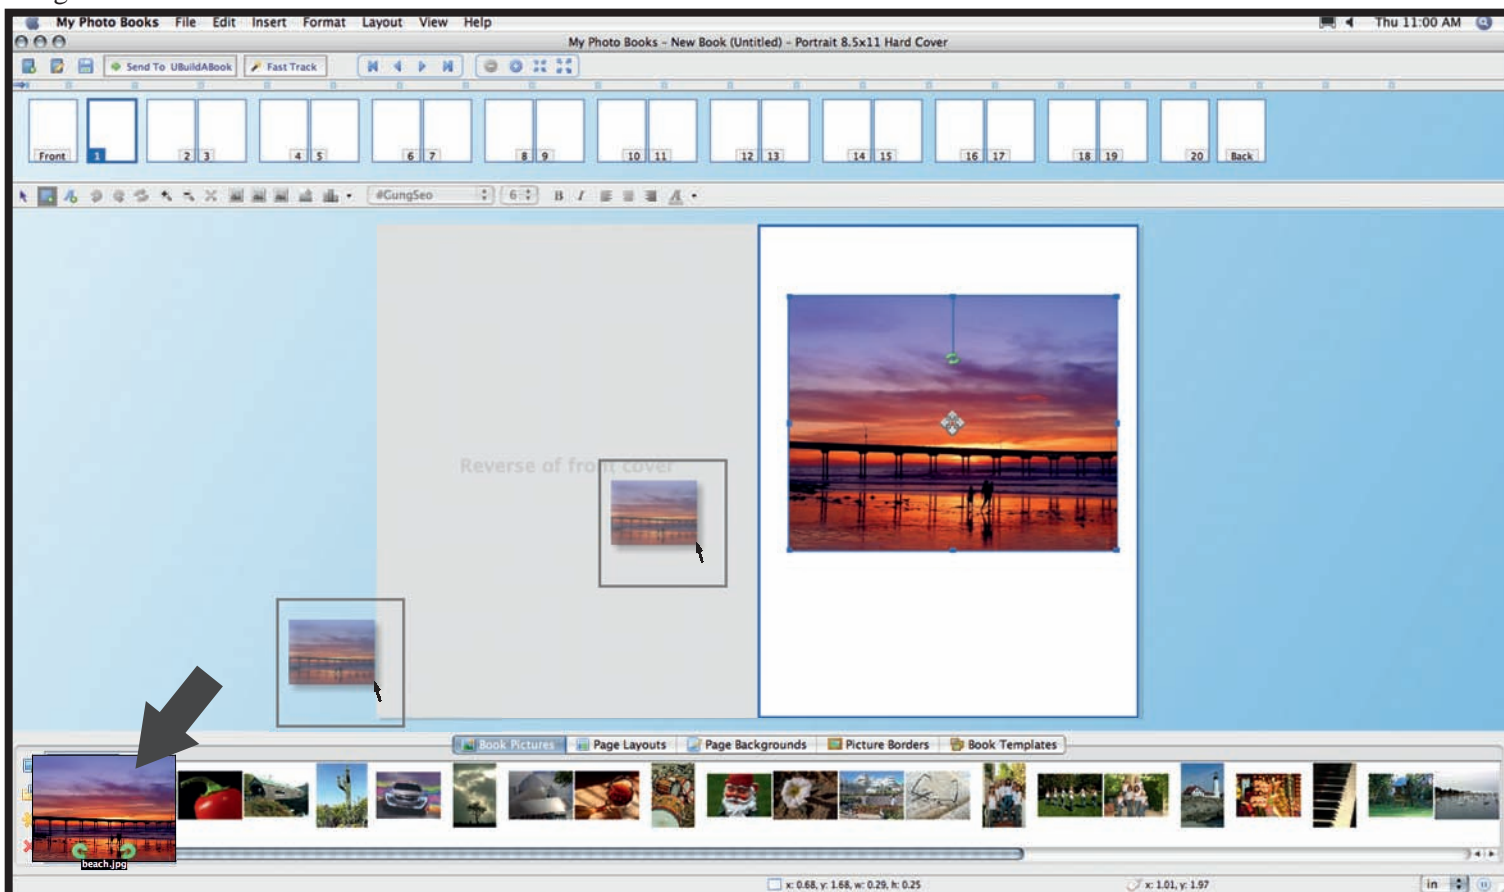 My Photo Books File Edit Insert Format Layout View Help Thu 11:00 AM
My Photo Books - New Book (Untitled) - Portrait 8.5x11 Hard Cover
Send To UBuildABook Fast Track
Front 1 2 3 4 5 6 7 8 9 10 11 12 13 14 15 16 17 18 19 20 Back
#GungSeo 6 B I A
Reverse of front cover
Book Pictures Page Layouts Page Backgrounds Picture Borders Book Templates
beach.jpg
x: 0.68, y: 1.68, w: 0.29, h: 0.25 x: 1.01, y: 1.97 in